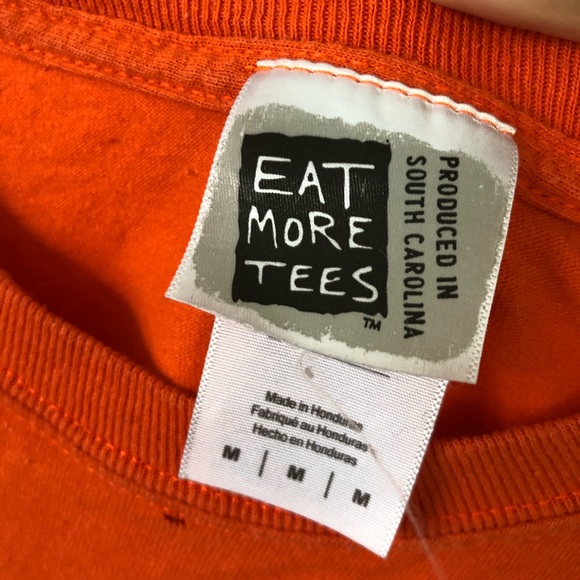 EAT
MORE
TEES
TM
PRODUCED IN
SOUTH CAROLINA
Made in Honduras
Fabriqué au Honduras
Hecho en Honduras
M | M | M